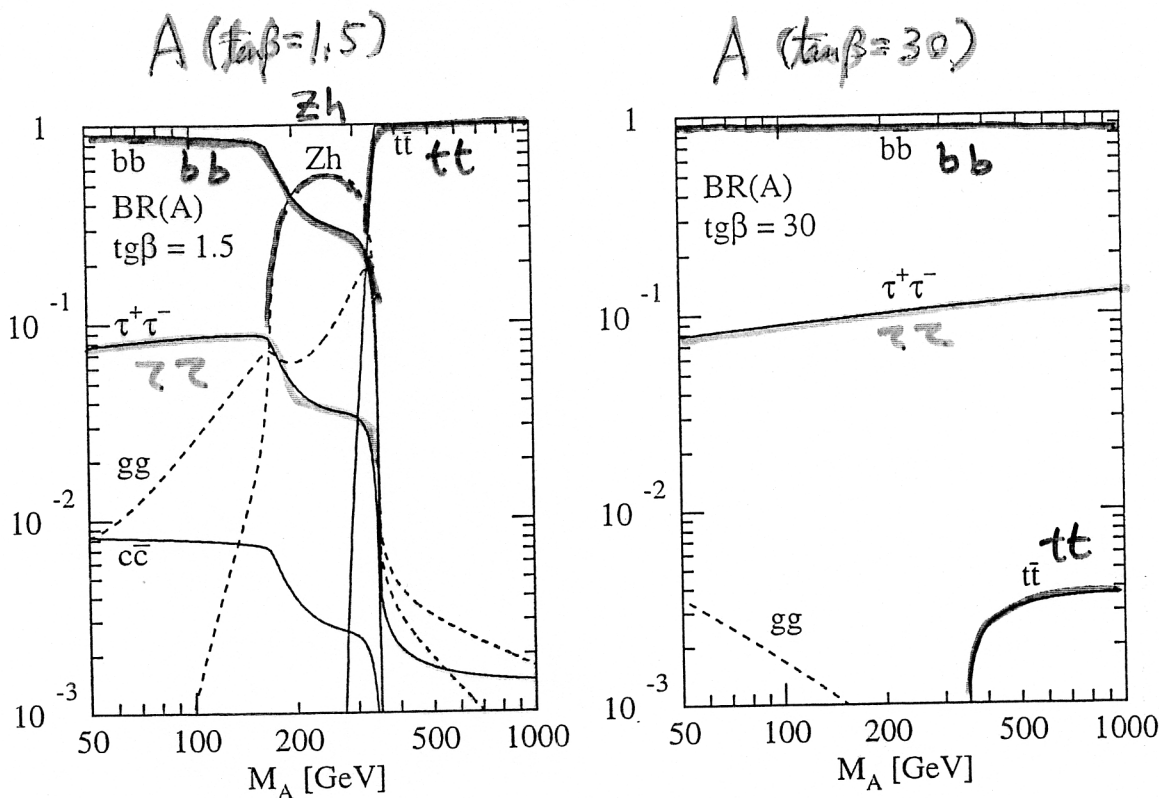 A (tanβ=1.5)
Zh
1
bb̄ bb
Zh
tt̄ tt
BR(A)
tgβ = 1.5
10⁻¹
τ⁺τ⁻
ττ
gg
10⁻²
cc̄
10⁻³
50 100 200 500 1000
M_A [GeV]
A (tanβ=30)
1
bb̄ bb
BR(A)
tgβ = 30
10⁻¹
τ⁺τ⁻
ττ
10⁻²
tt
tt̄
gg
10⁻³
50 100 200 500 1000
M_A [GeV]